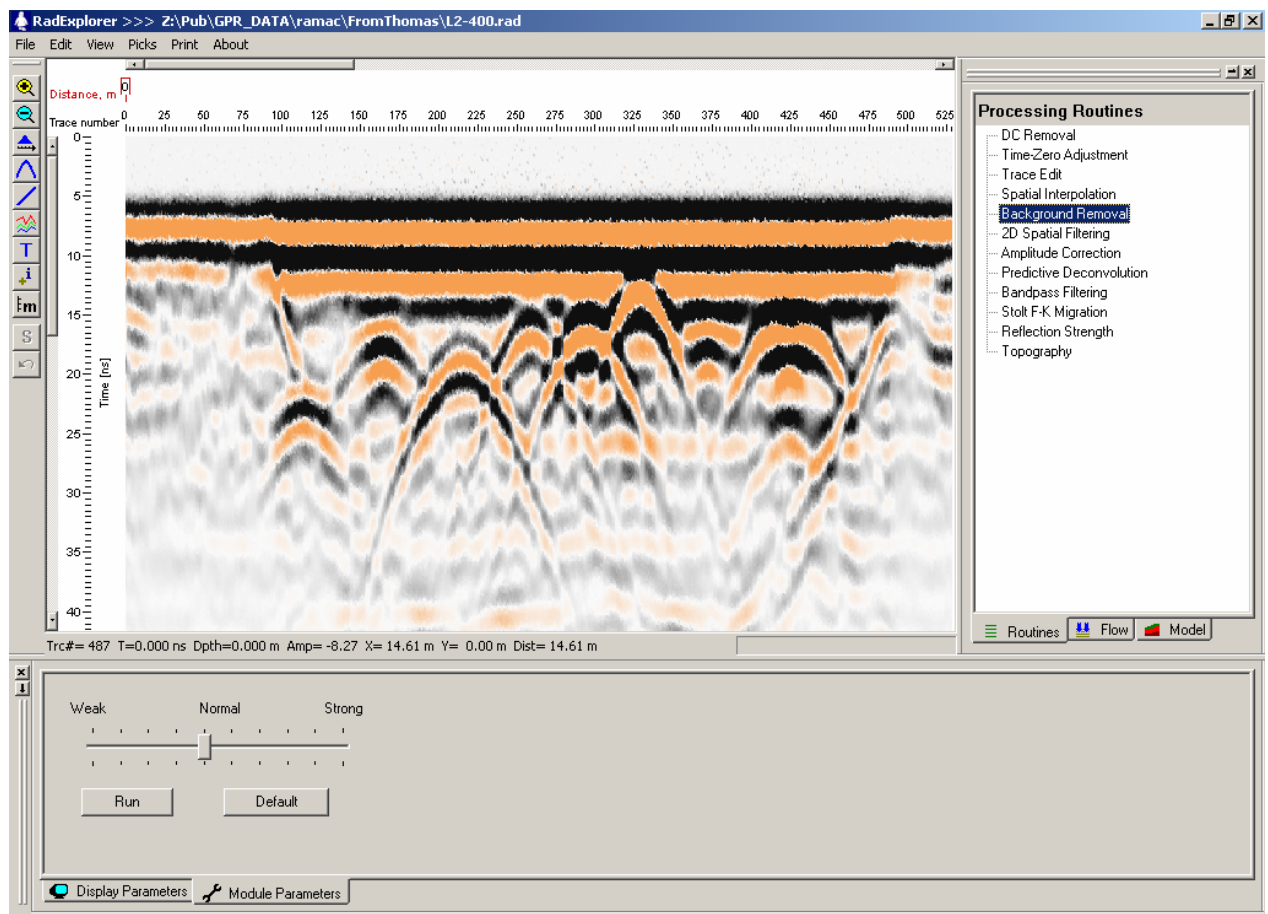 RadExplorer >>> Z:\Pub\GPR_DATA\ramac\FromThomas\L2-400.rad
File Edit View Picks Print About
Distance, m 0
Trace number 0 25 50 75 100 125 150 175 200 225 250 275 300 325 350 375 400 425 450 475 500 525
0
5
10
15
20
25
30
35
40
Time [ns]
T
i
m
S
Trc#= 487 T=0.000 ns Dpth=0.000 m Amp= -8.27 X= 14.61 m Y= 0.00 m Dist= 14.61 m
Processing Routines
DC Removal
Time-Zero Adjustment
Trace Edit
Spatial Interpolation
Background Removal
2D Spatial Filtering
Amplitude Correction
Predictive Deconvolution
Bandpass Filtering
Stolt F-K Migration
Reflection Strength
Topography
Routines Flow Model
Weak Normal Strong
Run Default
Display Parameters Module Parameters